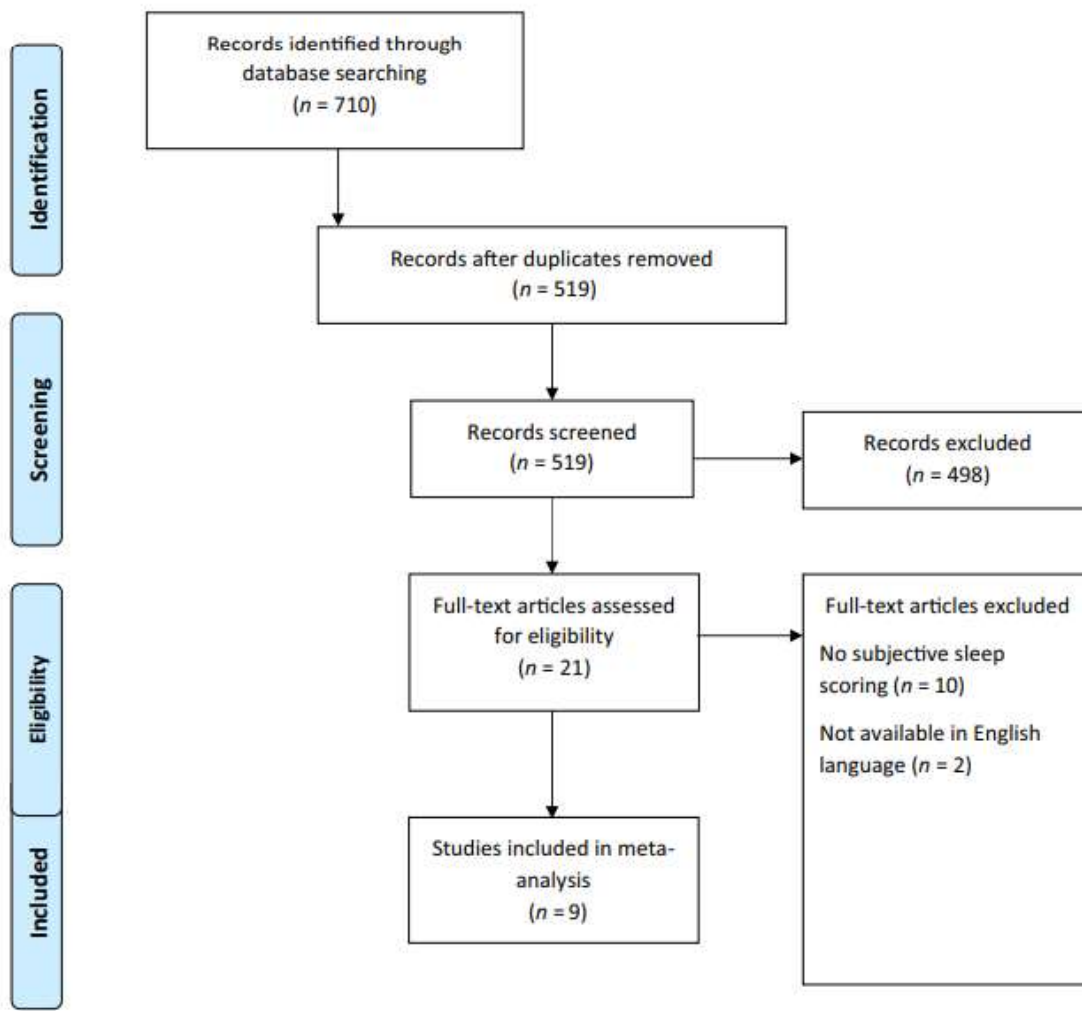 Identification
Records identified through
database searching
(n = 710)
Records after duplicates removed
(n = 519)
Screening
Records screened
(n = 519)
Records excluded
(n = 498)
Eligibility
Full-text articles assessed
for eligibility
(n = 21)
Full-text articles excluded
No subjective sleep
scoring (n = 10)
Not available in English
language (n = 2)
Included
Studies included in meta-
analysis
(n = 9)